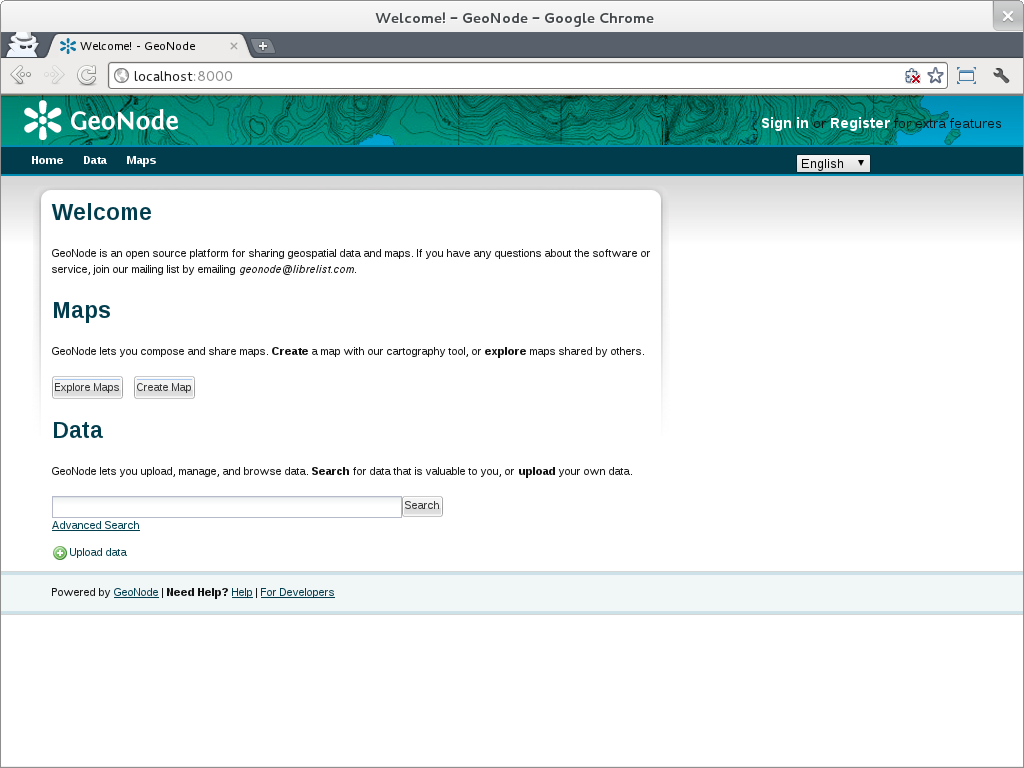 Welcome! - GeoNode - Google Chrome
Welcome! - GeoNode
localhost:8000
GeoNode
Sign in or Register for extra features
Home Data Maps
English
Welcome
GeoNode is an open source platform for sharing geospatial data and maps. If you have any questions about the software or
service, join our mailing list by emailing geonode@librelist.com.
Maps
GeoNode lets you compose and share maps. Create a map with our cartography tool, or explore maps shared by others.
Explore Maps Create Map
Data
GeoNode lets you upload, manage, and browse data. Search for data that is valuable to you, or upload your own data.
Search
Advanced Search
Upload data
Powered by GeoNode | Need Help? Help | For Developers